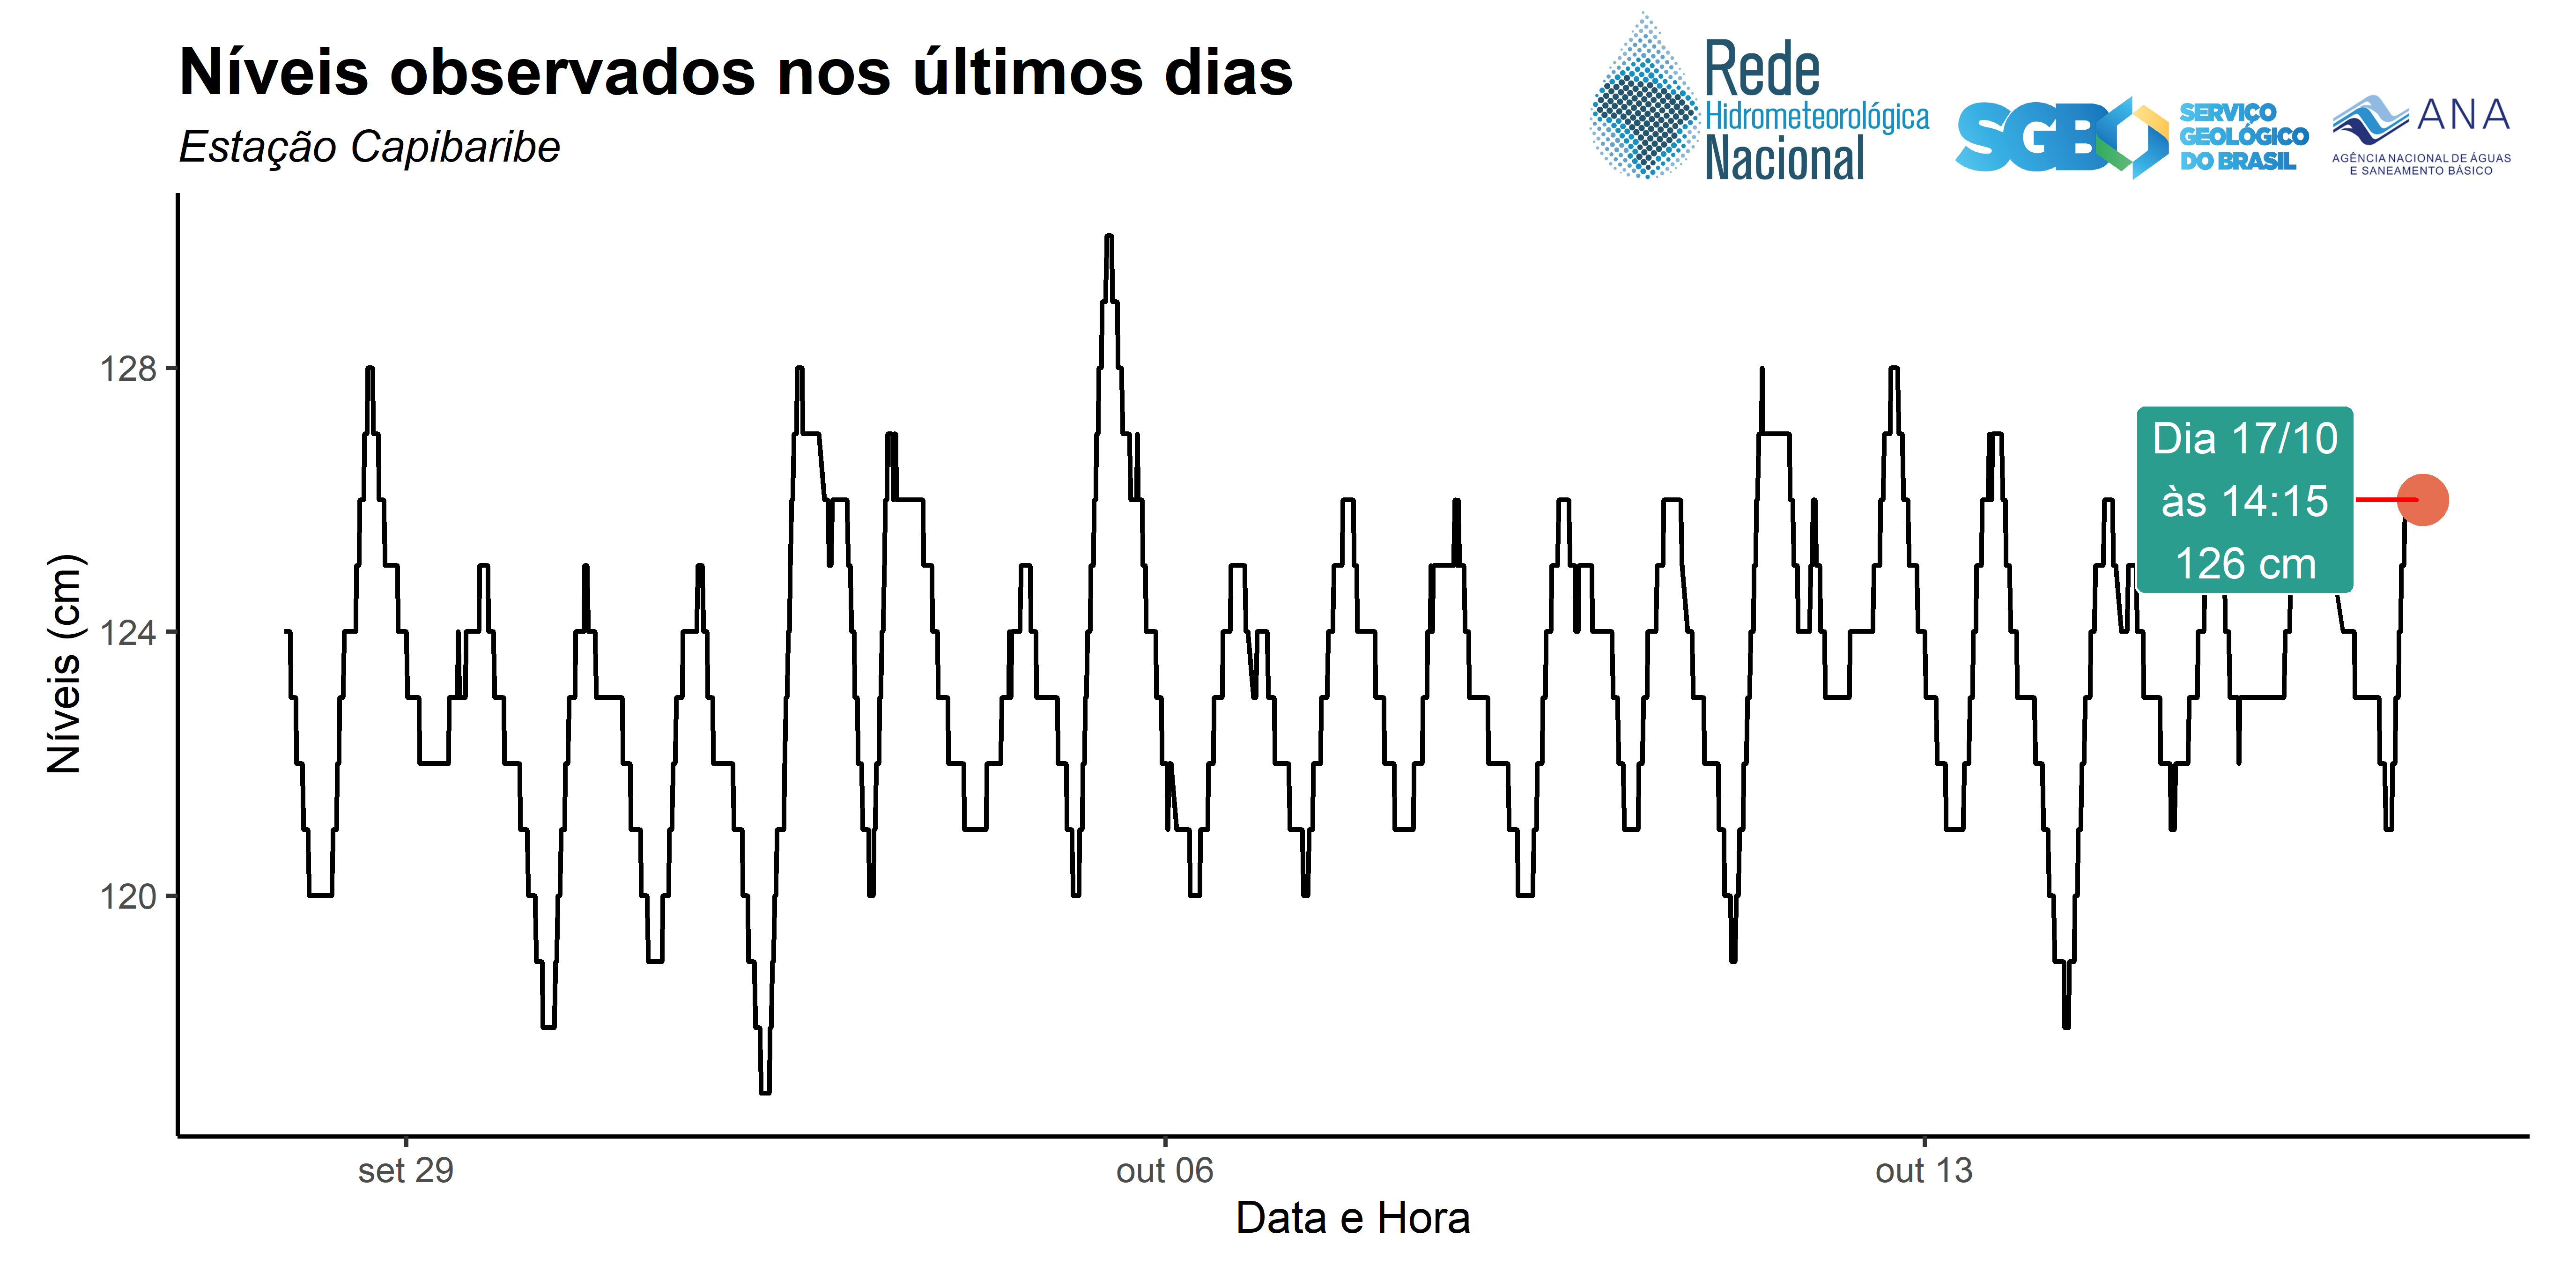 Níveis observados nos últimos dias
Estação Capibaribe
Rede
Hidrometeorológica
Nacional
SGB
SERVIÇO
GEOLÓGICO
DO BRASIL
ANA
AGÊNCIA NACIONAL DE ÁGUAS
E SANEAMENTO BÁSICO
Níveis (cm)
128
124
120
Dia 17/10
às 14:15
126 cm
set 29
out 06
out 13
Data e Hora